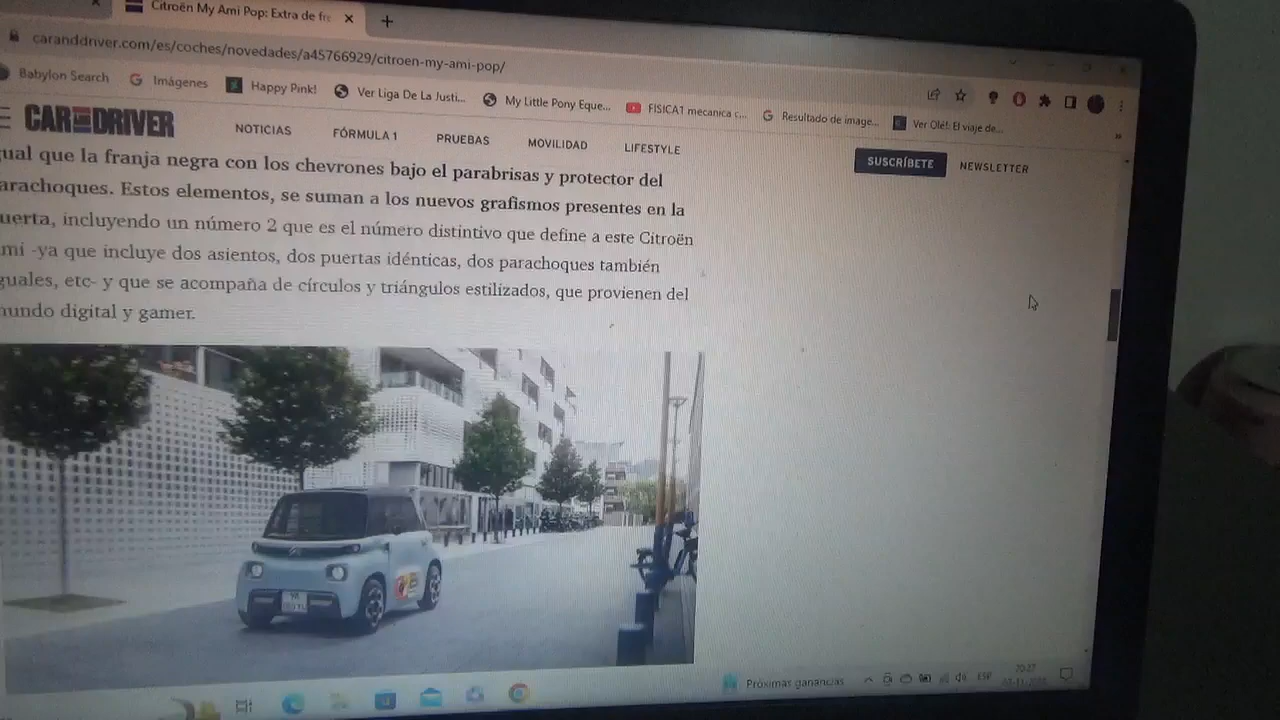 Citroën My Ami Pop: Extra de fre
caranddriver.com/es/coches/novedades/a45766929/citroen-my-ami-pop/
Babylon Search Imágenes Happy Pink! Ver Liga De La Justi... My Little Pony Eque... FISICA1 mecanica c... Resultado de image... Ver Olé!: El viaje de...
CAR AND DRIVER NOTICIAS FÓRMULA 1 PRUEBAS MOVILIDAD LIFESTYLE SUSCRÍBETE NEWSLETTER
ual que la franja negra con los chevrones bajo el parabrisas y protector del
arachoques. Estos elementos, se suman a los nuevos grafismos presentes en la
uerta, incluyendo un número 2 que es el número distintivo que define a este Citroën
mi -ya que incluye dos asientos, dos puertas idénticas, dos parachoques también
guales, etc- y que se acompaña de círculos y triángulos estilizados, que provienen del
undo digital y gamer.
Próximas ganancias ESP 20:27